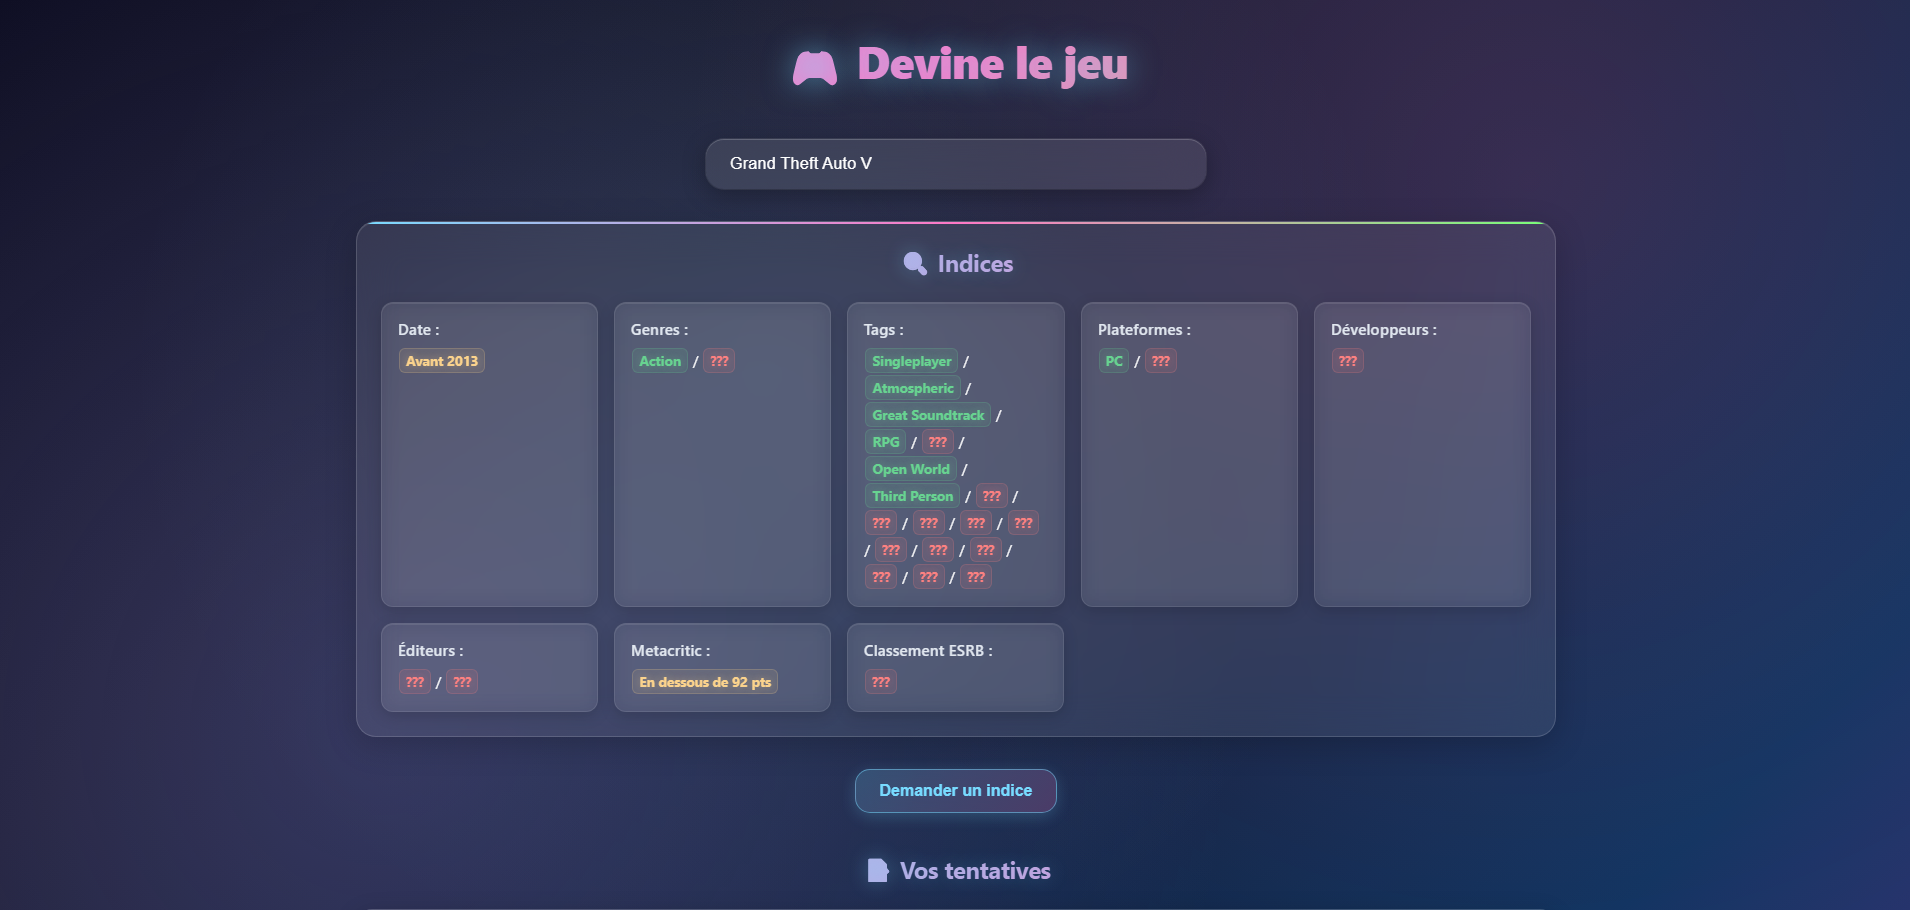 Devine le jeu
Grand Theft Auto V
Indices
Date :
Avant 2013
Genres :
Action / ???
Tags :
Singleplayer /
Atmospheric /
Great Soundtrack /
RPG / ??? /
Open World /
Third Person / ??? /
??? / ??? / ??? / ???
/ ??? / ??? / ??? /
??? / ??? / ???
Plateformes :
PC / ???
Développeurs :
???
Éditeurs :
??? / ???
Metacritic :
En dessous de 92 pts
Classement ESRB :
???
Demander un indice
Vos tentatives